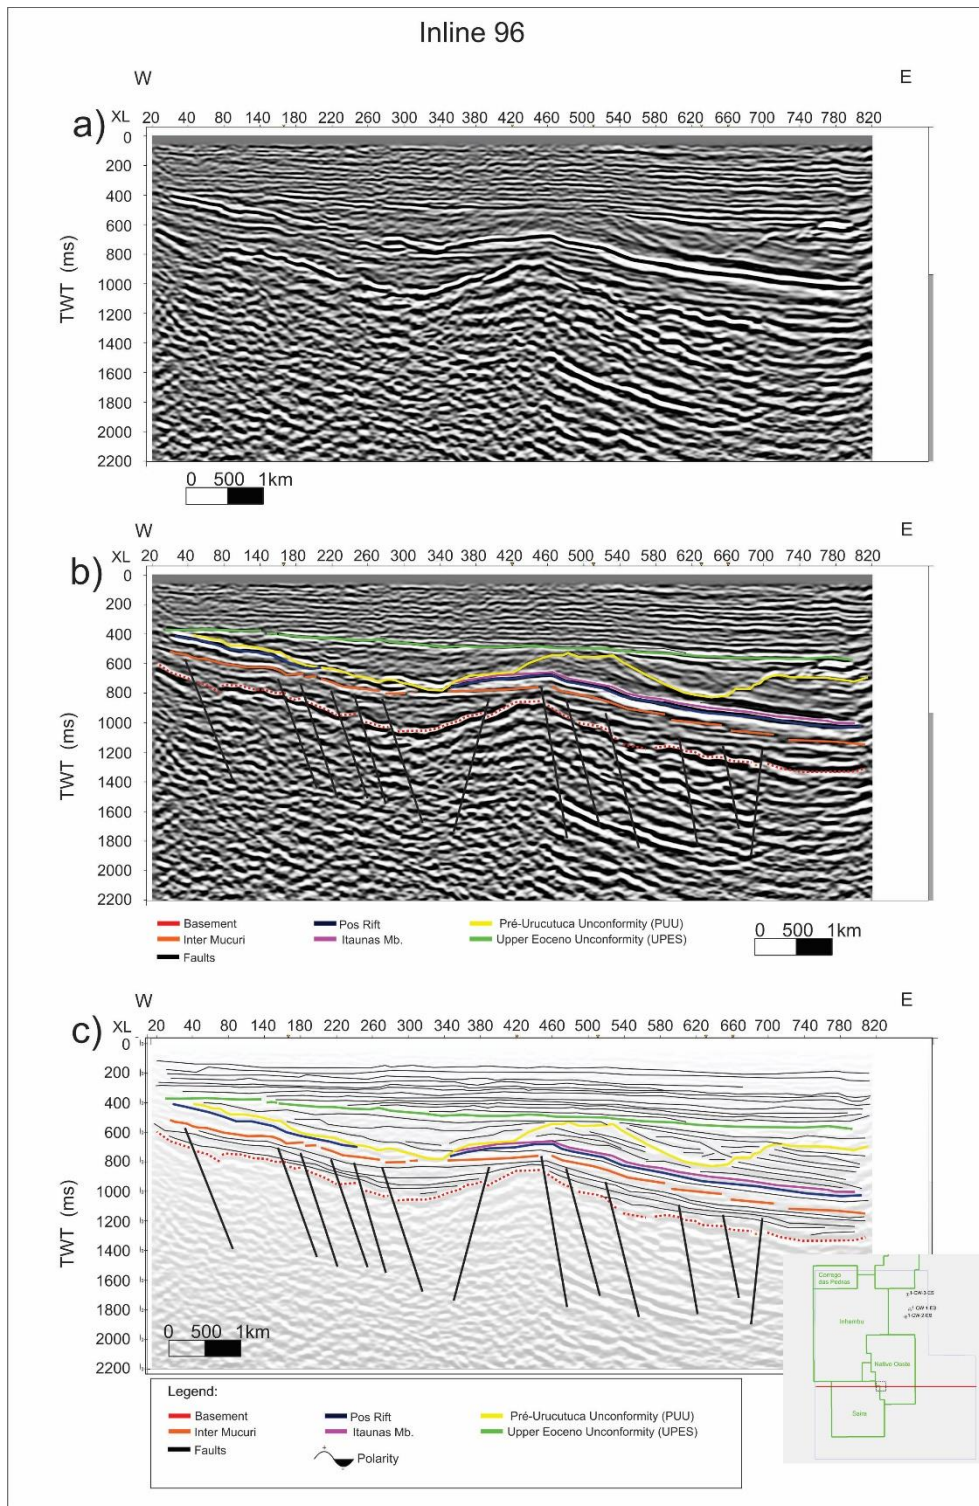 Inline 96
W E
a) XL 20 40 80 140 180 220 260 300 340 380 420 460 500 540 580 620 660 700 740 780 820
0
200
400
600
800
1000
1200
1400
1600
1800
2000
2200
TWT (ms)
0 500 1km
W E
b) XL 20 40 80 140 180 220 260 300 340 380 420 460 500 540 580 620 660 700 740 780 820
0
200
400
600
800
1000
1200
1400
1600
1800
2000
2200
TWT (ms)
Basement Pos Rift Pré-Urucutuca Unconformity (PUU)
Inter Mucuri Itaunas Mb. Upper Eoceno Unconformity (UPES)
Faults
0 500 1km
W E
c) XL 20 40 80 140 180 220 260 300 340 380 420 460 500 540 580 620 660 700 740 780 820
0
200
400
600
800
1000
1200
1400
1600
1800
2000
2200
TWT (ms)
0 500 1km
Corrego
das Pedras
Inhambu
Nativo Oeste
Legend:
Basement Pos Rift Pré-Urucutuca Unconformity (PUU)
Inter Mucuri Itaunas Mb. Upper Eoceno Unconformity (UPES)
Faults + Polarity